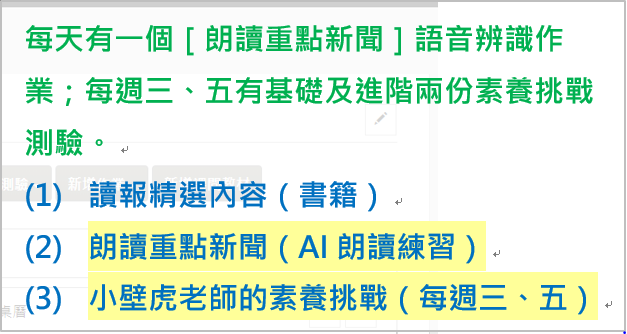 每天有一個 [ 朗讀重點新聞 ] 語音辨識作
業；每週三、五有基礎及進階兩份素養挑戰
測驗。
(1) 讀報精選內容（書籍）
(2) 朗讀重點新聞（AI 朗讀練習）
(3) 小壁虎老師的素養挑戰（每週三、五）